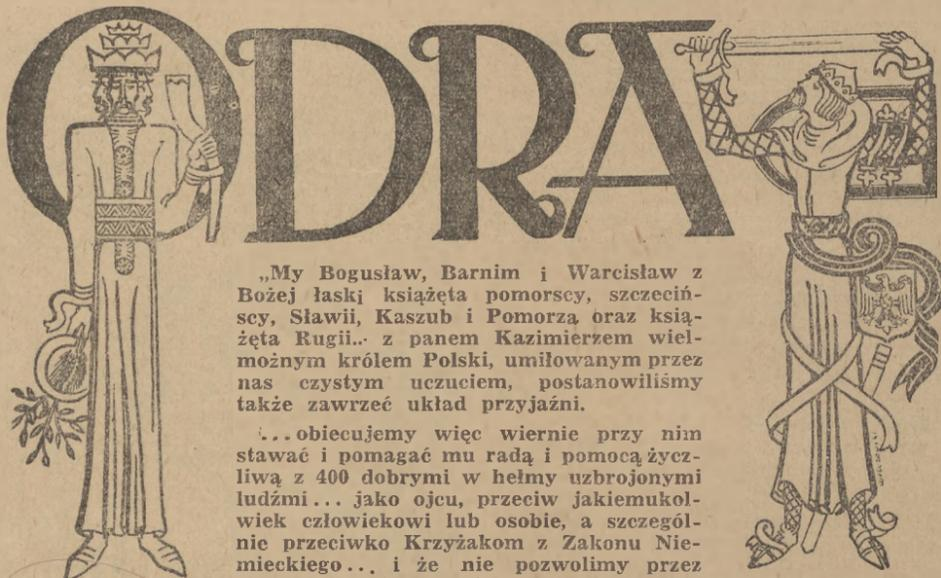 ODRA
„My Bogusław, Barnim i Warcisław z
Bożej łaski książęta pomorscy, szczeciń-
scy, Sławii, Kaszub i Pomorza oraz ksią-
żęta Rugii... z panem Kazimierzem wiel-
możnym królem Polski, umiłowanym przez
nas czystym uczuciem, postanowiliśmy
także zawrzeć układ przyjaźni.
...obiecujemy więc wiernie przy nim
stawać i pomagać mu radą i pomocą życz-
liwą z 400 dobrymi w hełmy uzbrojonymi
ludźmi... jako ojcu, przeciw jakiemukol-
wiek człowiekowi lub osobie, a szczegól-
nie przeciwko Krzyżakom z Zakonu Nie-
mieckiego... i że nie pozwolimy przez